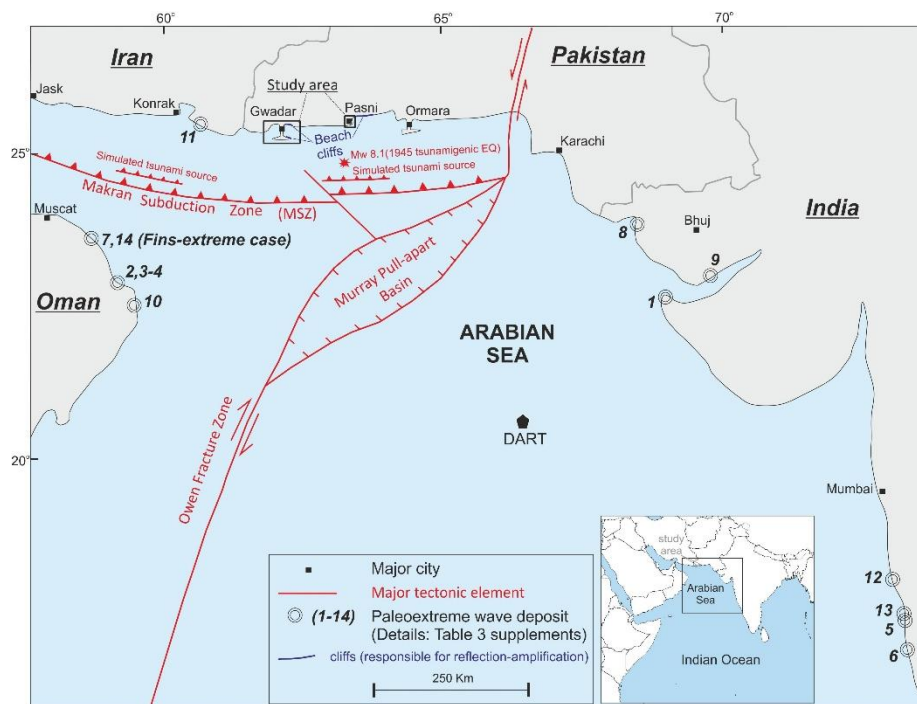 60°
65°
70°
Iran
Pakistan
Study area
Jask
Konrak
Gwadar
Pasni
Ormara
11
Beach
cliffs
Karachi
25°
Mw 8.1(1945 tsunamigenic EQ)
Simulated tsunami source
Simulated tsunami source
Makran Subduction Zone (MSZ)
Muscat
India
Bhuj
8
7,14 (Fins-extreme case)
9
2,3-4
Murray Pull-apart
Basin
Oman
10
1
ARABIAN
SEA
Owen Fracture Zone
DART
20°
Mumbai
12
13
5
6
Major city
Major tectonic element
(1-14) Paleoextreme wave deposit
(Details: Table 3 supplements)
cliffs (responsible for reflection-amplification)
250 Km
study
area
Arabian
Sea
Indian Ocean